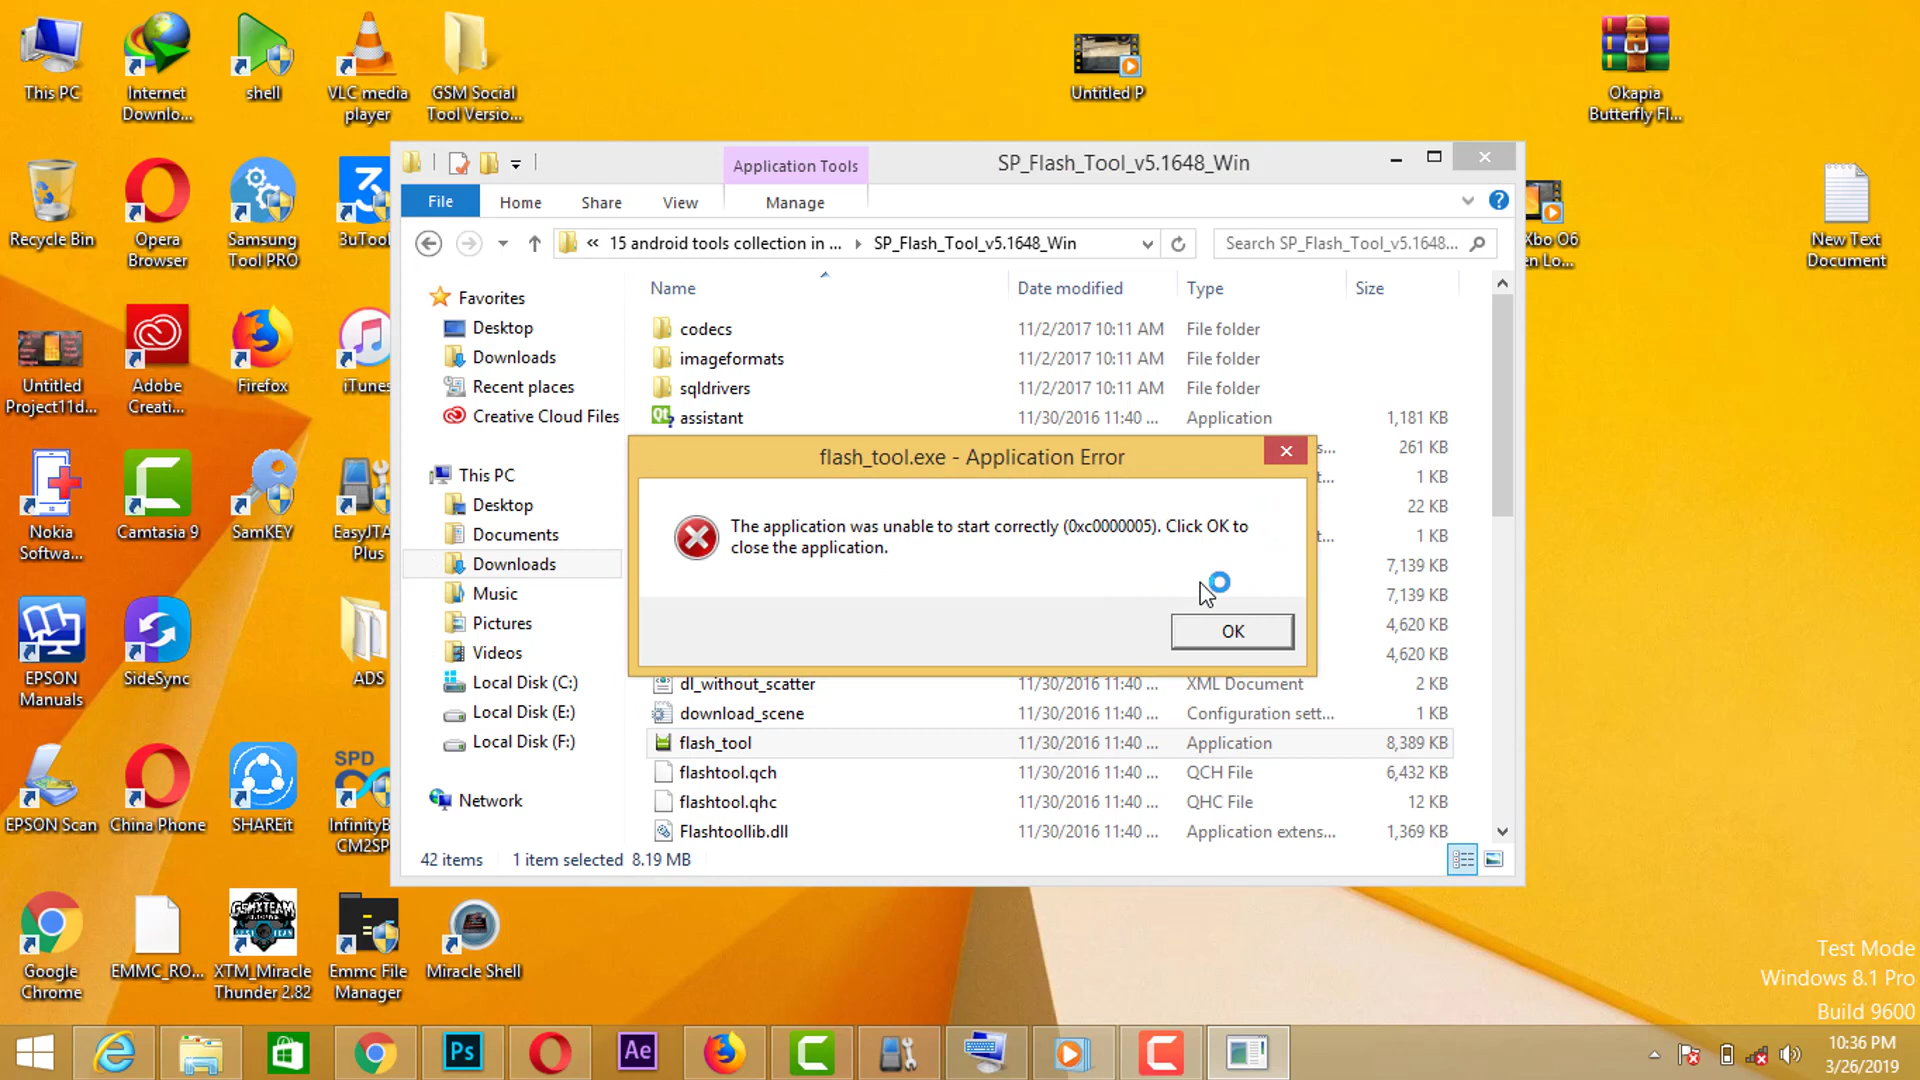 This PC
Internet
Downlo...
shell
VLC media
player
GSM Social
Tool Versio...
Untitled P
Okapia
Butterfly Fl...
Recycle Bin
Opera
Browser
Samsung
Tool PRO
3uTool
Xbo O6
en Lo...
New Text
Document
Untitled
Project11d...
Adobe
Creati...
Firefox
iTunes
Nokia
Softwa...
Camtasia 9
SamKEY
EasyJTA
Plus
EPSON
Manuals
SideSync
ADS
EPSON Scan
China Phone
SHAREit
SPD
InfinityB
CM2SP
Google
Chrome
EMMC_RO...
GSMXTEAM
XTM_Miracle
Thunder 2.82
Emmc File
Manager
Miracle Shell
Application Tools
SP_Flash_Tool_v5.1648_Win
File
Home
Share
View
Manage
« 15 android tools collection in ...
SP_Flash_Tool_v5.1648_Win
Search SP_Flash_Tool_v5.1648...
Favorites
Desktop
Downloads
Recent places
Creative Cloud Files
This PC
Desktop
Documents
Downloads
Music
Pictures
Videos
Local Disk (C:)
Local Disk (E:)
Local Disk (F:)
Network
Name Date modified Type Size
codecs 11/2/2017 10:11 AM File folder
imageformats 11/2/2017 10:11 AM File folder
sqldrivers 11/2/2017 10:11 AM File folder
Qt assistant 11/30/2016 11:40 ... Application 1,181 KB
s... 261 KB
t... 1 KB
22 KB
t... 1 KB
7,139 KB
7,139 KB
4,620 KB
4,620 KB
flash_tool.exe - Application Error
The application was unable to start correctly (0xc0000005). Click OK to
close the application.
OK
dl_without_scatter 11/30/2016 11:40 ... XML Document 2 KB
download_scene 11/30/2016 11:40 ... Configuration sett... 1 KB
flash_tool 11/30/2016 11:40 ... Application 8,389 KB
flashtool.qch 11/30/2016 11:40 ... QCH File 6,432 KB
flashtool.qhc 11/30/2016 11:40 ... QHC File 12 KB
Flashtoollib.dll 11/30/2016 11:40 ... Application extens... 1,369 KB
42 items 1 item selected 8.19 MB
Test Mode
Windows 8.1 Pro
Build 9600
Ps
Ae
10:36 PM
3/26/2019